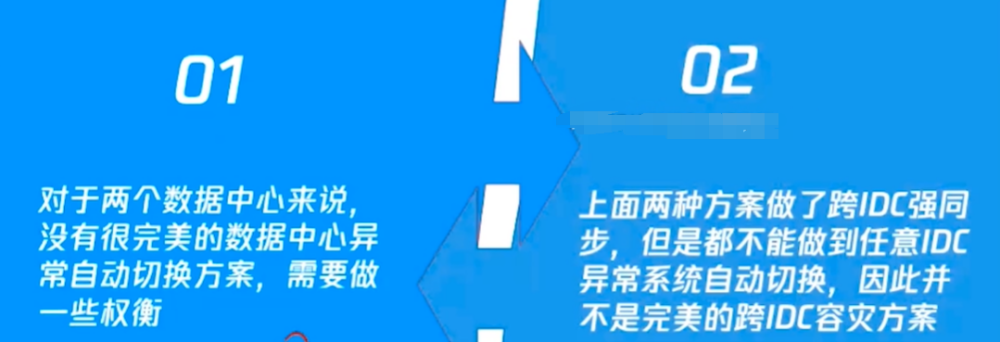 01
对于两个数据中心来说，
没有很完美的数据中心异
常自动切换方案，需要做
一些权衡
02
上面两种方案做了跨IDC强同
步，但是都不能做到任意IDC
异常系统自动切换，因此并
不是完美的跨IDC容灾方案